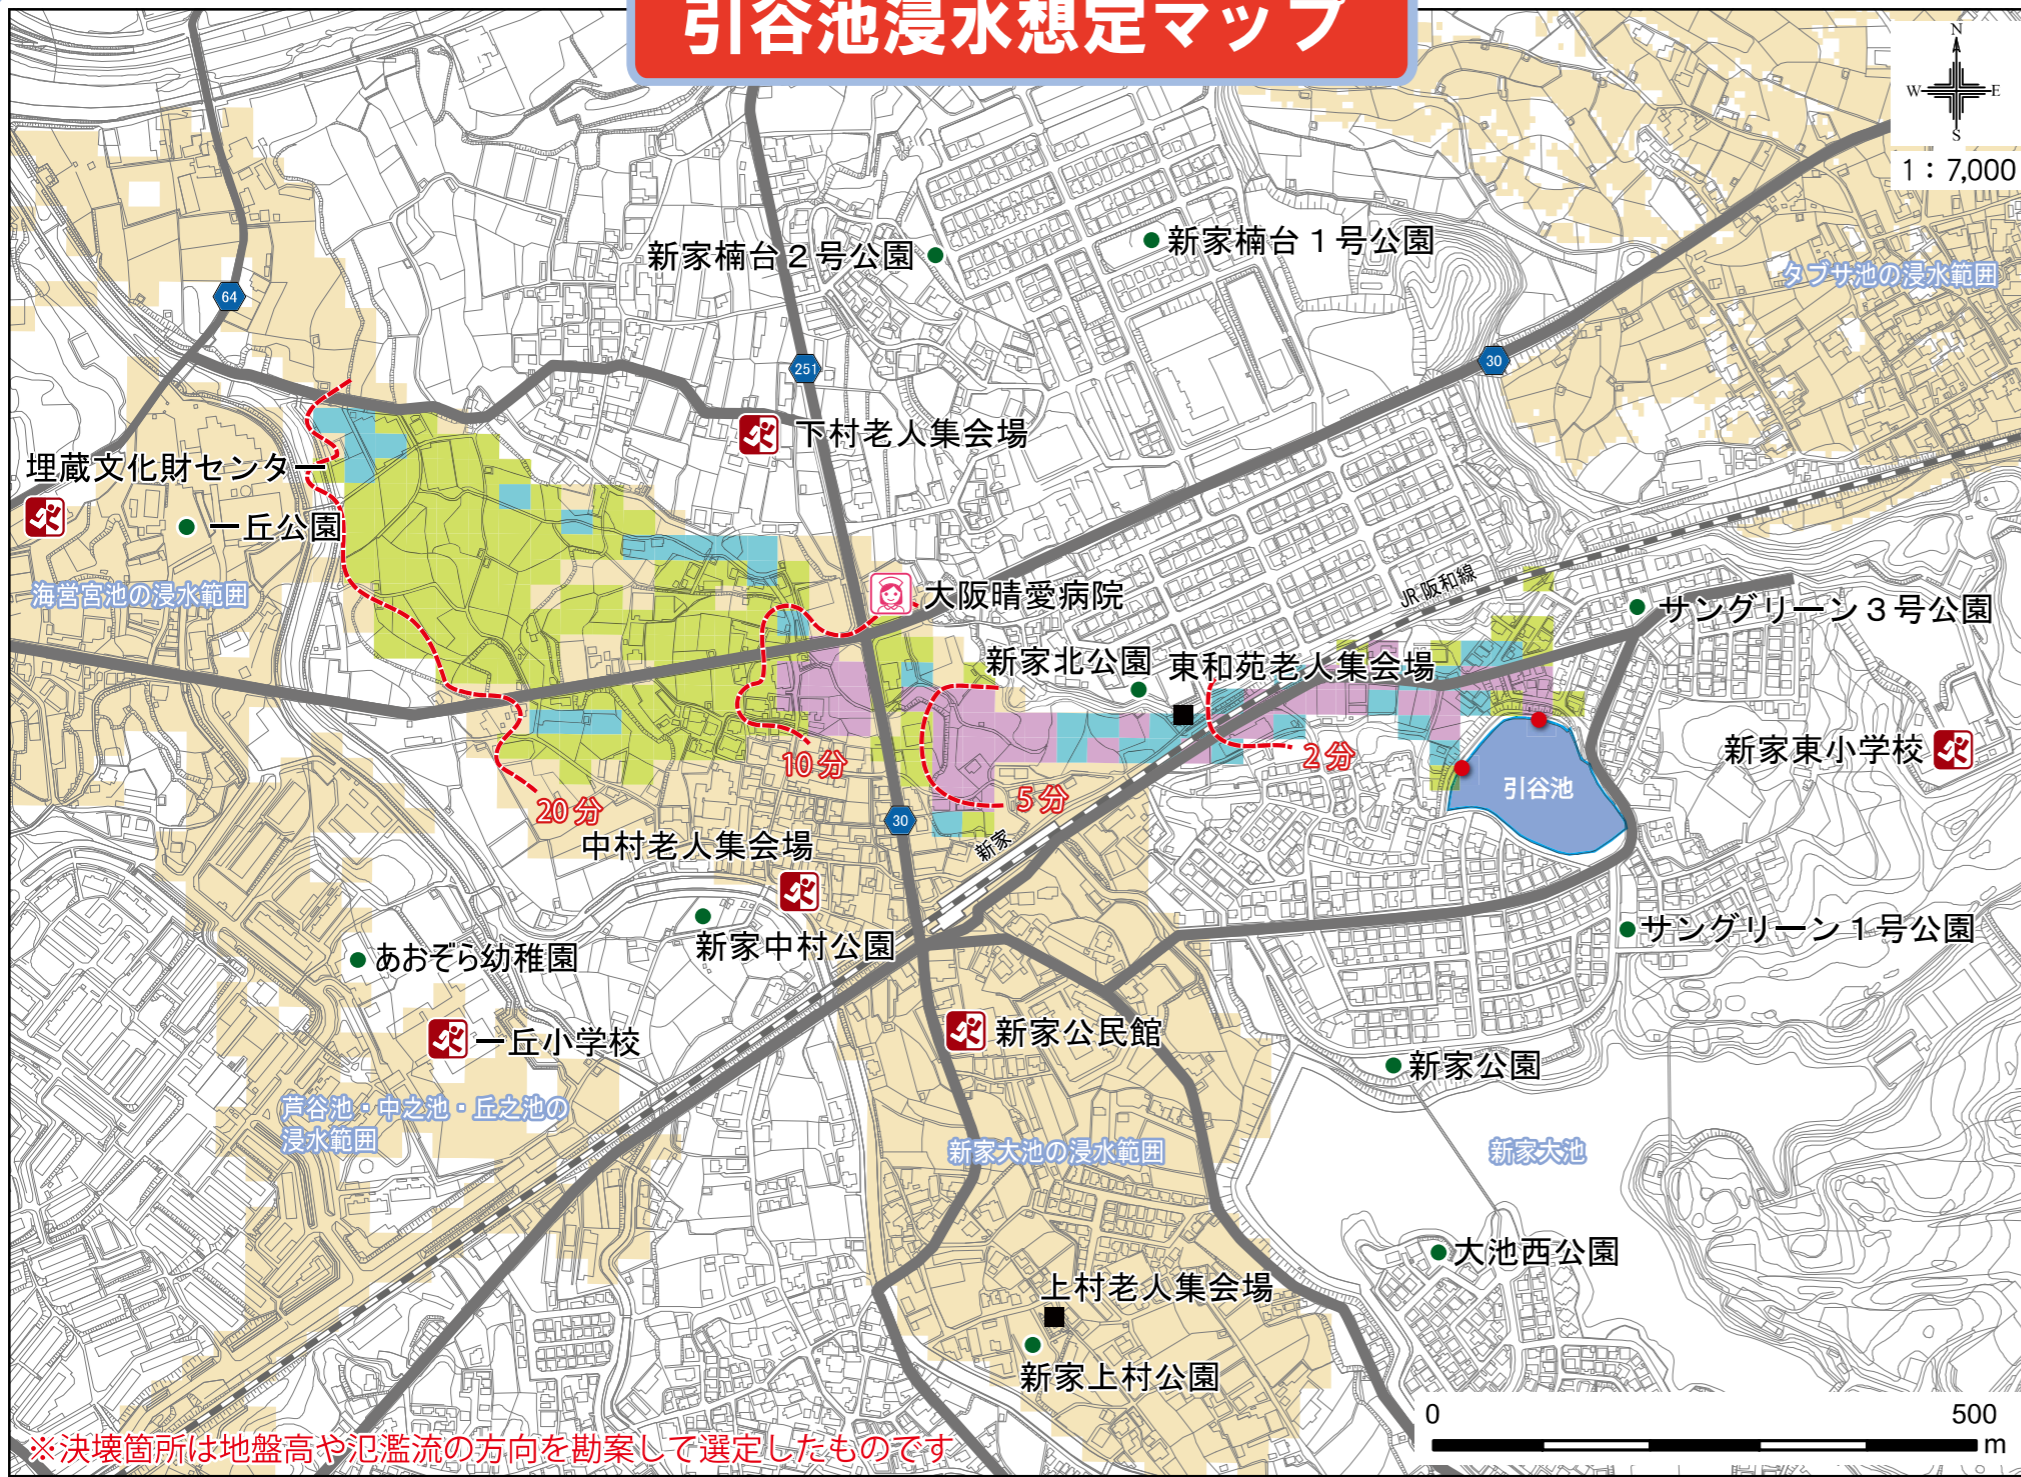 引谷池浸水想定マップ
N
W
E
S
1：7,000
新家楠台２号公園
新家楠台１号公園
タブサ池の浸水範囲
64
251
30
下村老人集会場
埋蔵文化財センター
一丘公園
海営宮池の浸水範囲
大阪晴愛病院
JR阪和線
サングリーン３号公園
新家北公園
東和苑老人集会場
新家東小学校
2分
引谷池
10分
5分
20分
30
新家
中村老人集会場
新家中村公園
サングリーン１号公園
あおぞら幼稚園
一丘小学校
新家公民館
新家公園
芦谷池・中之池・丘之池の
浸水範囲
新家大池の浸水範囲
新家大池
大池西公園
上村老人集会場
新家上村公園
0
500
m
※決壊箇所は地盤高や氾濫流の方向を勘案して選定したものです